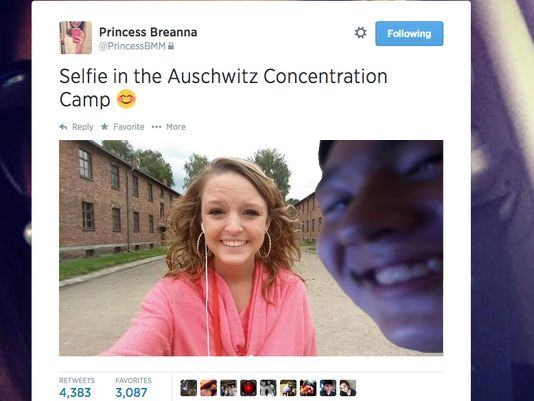 Princess Breanna
@PrincessBMM
Following
Selfie in the Auschwitz Concentration
Camp 😊
Reply Favorite More
RETWEETS FAVORITES
4,383 3,087